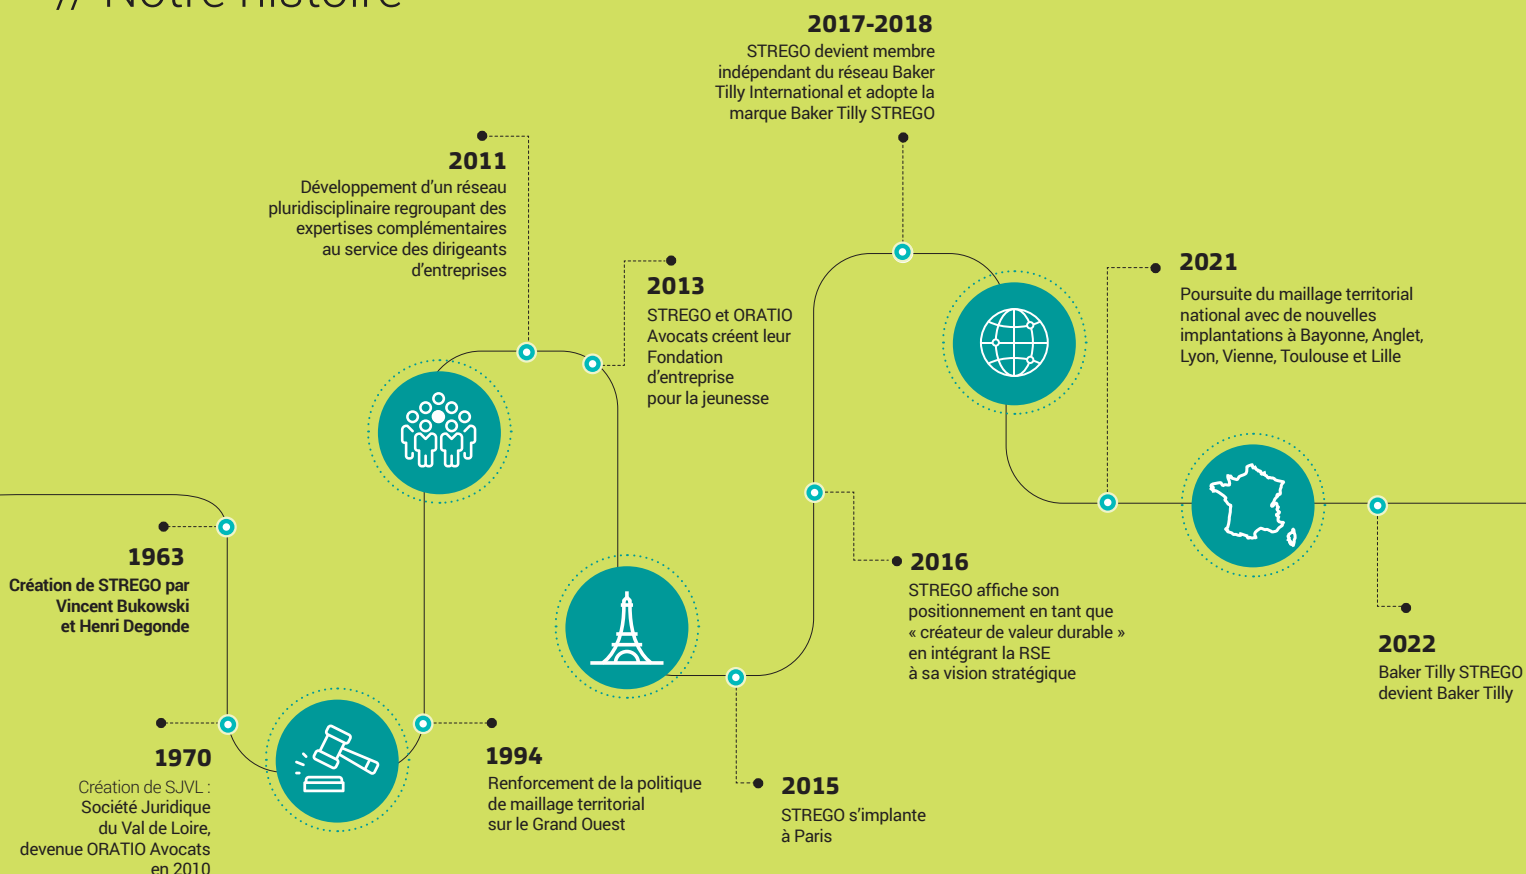 // Notre histoire
1963
Création de STREGO par
Vincent Bukowski
et Henri Degonde
1970
Création de SJVL :
Société Juridique
du Val de Loire,
devenue ORATIO Avocats
en 2010
1994
Renforcement de la politique
de maillage territorial
sur le Grand Ouest
2011
Développement d'un réseau
pluridisciplinaire regroupant des
expertises complémentaires
au service des dirigeants
d'entreprises
2013
STREGO et ORATIO
Avocats créent leur
Fondation
d'entreprise
pour la jeunesse
2015
STREGO s'implante
à Paris
2016
STREGO affiche son
positionnement en tant que
« créateur de valeur durable »
en intégrant la RSE
à sa vision stratégique
2017-2018
STREGO devient membre
indépendant du réseau Baker
Tilly International et adopte la
marque Baker Tilly STREGO
2021
Poursuite du maillage territorial
national avec de nouvelles
implantations à Bayonne, Anglet,
Lyon, Vienne, Toulouse et Lille
2022
Baker Tilly STREGO
devient Baker Tilly